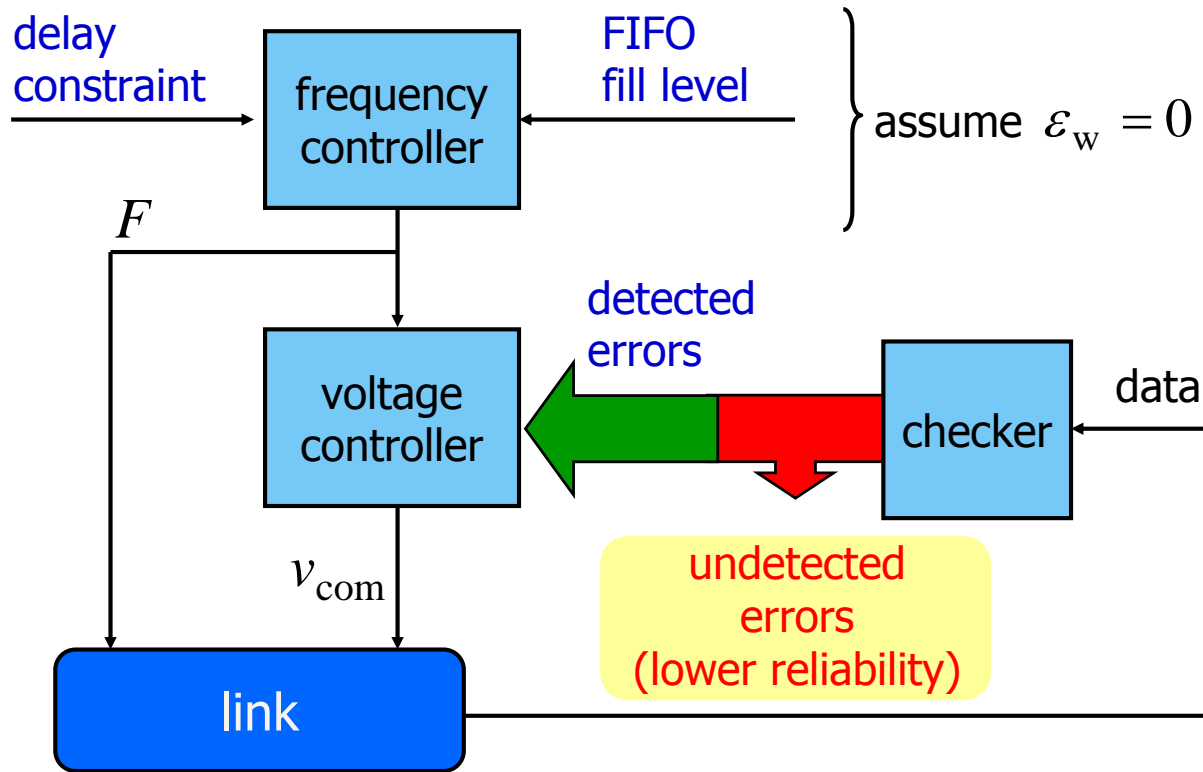 delay
constraint
frequency
controller
FIFO
fill level
assume ε_w = 0
F
detected
errors
voltage
controller
checker
data
v_com
undetected
errors
(lower reliability)
link